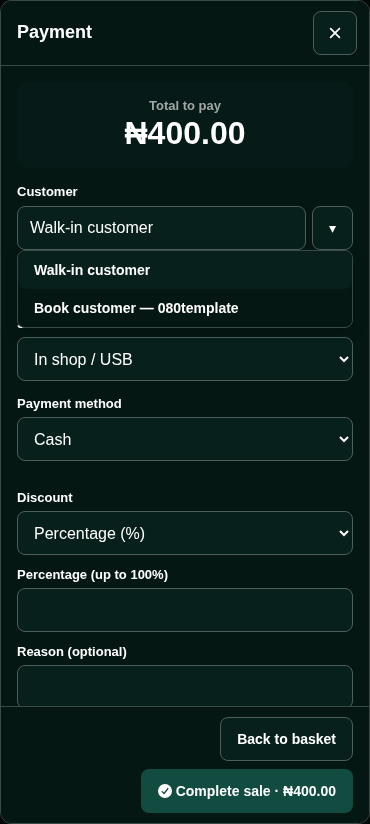 Payment
×
Total to pay
₦400.00
Customer
Walk-in customer
▼
Walk-in customer
Book customer — 080template
In shop / USB
Payment method
Cash
Discount
Percentage (%)
Percentage (up to 100%)
Reason (optional)
Back to basket
Complete sale · ₦400.00